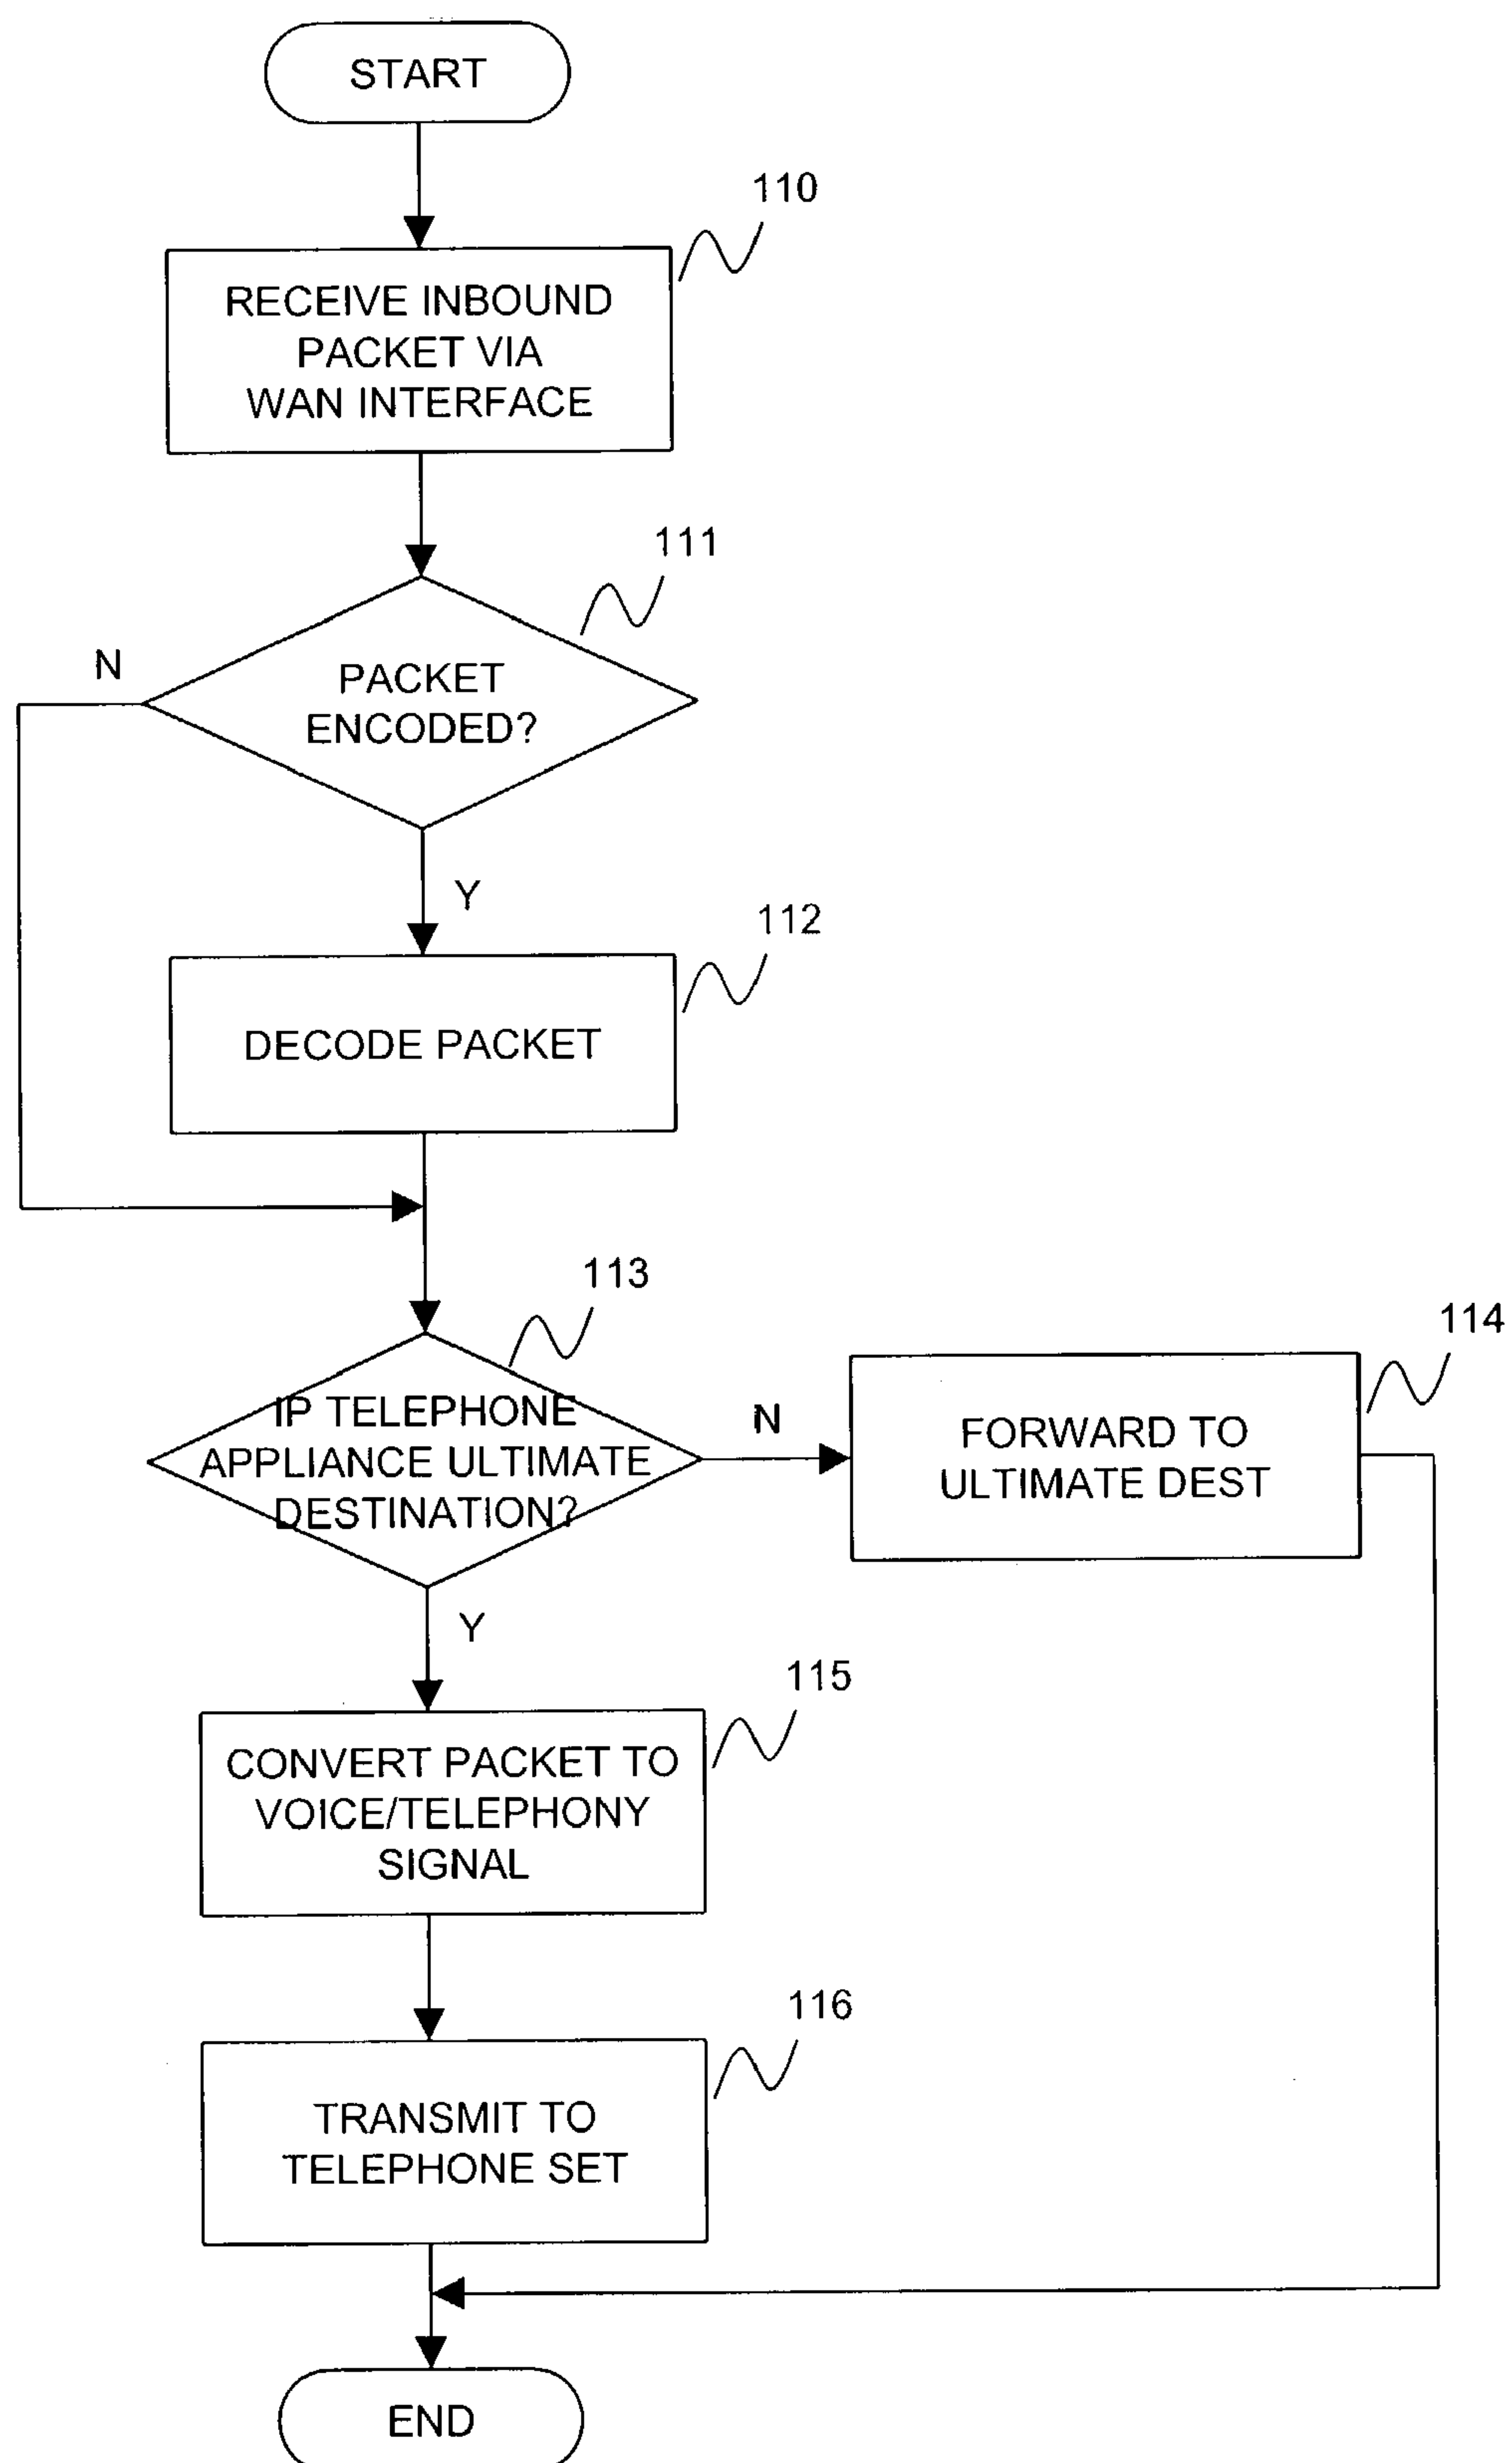 START
110
RECEIVE INBOUND
PACKET VIA
WAN INTERFACE
111
N
PACKET
ENCODED?
Y
112
DECODE PACKET
113
114
IP TELEPHONE
APPLIANCE ULTIMATE
DESTINATION?
N
FORWARD TO
ULTIMATE DEST
Y
115
CONVERT PACKET TO
VOICE/TELEPHONY
SIGNAL
116
TRANSMIT TO
TELEPHONE SET
END